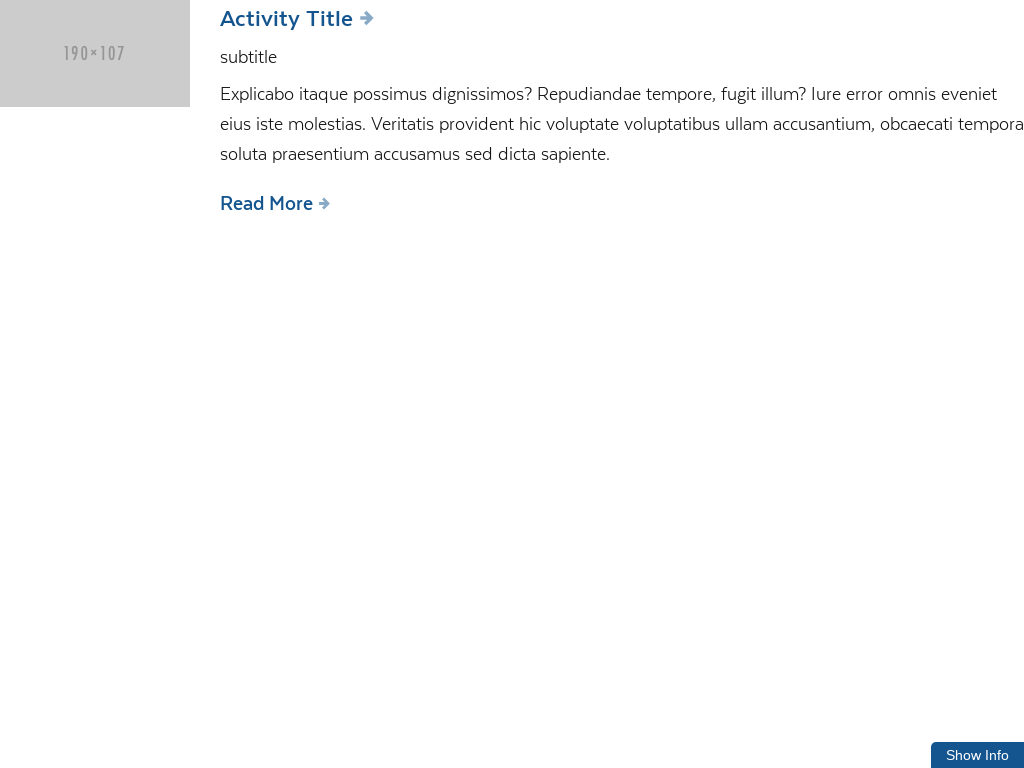 190×107
Activity Title
subtitle
Explicabo itaque possimus dignissimos? Repudiandae tempore, fugit illum? Iure error omnis eveniet
eius iste molestias. Veritatis provident hic voluptate voluptatibus ullam accusantium, obcaecati tempora
soluta praesentium accusamus sed dicta sapiente.
Read More
Show Info